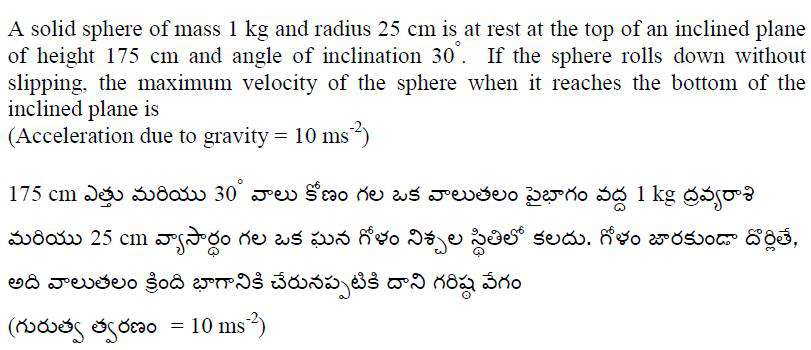 A solid sphere of mass 1 kg and radius 25 cm is at rest at the top of an inclined plane
of height 175 cm and angle of inclination 30°. If the sphere rolls down without
slipping, the maximum velocity of the sphere when it reaches the bottom of the
inclined plane is
(Acceleration due to gravity = 10 ms⁻²)
175 cm ఎత్తు మరియు 30° వాలు కోణం గల ఒక వాలుతలం పైభాగం వద్ద 1 kg ద్రవ్యరాశి
మరియు 25 cm వ్యాసార్ధం గల ఒక ఘన గోళం నిశ్చల స్థితిలో కలదు. గోళం జారకుండా దొర్లితే,
అది వాలుతలం క్రింది భాగానికి చేరునప్పటికి దాని గరిష్ఠ వేగం
(గురుత్వ త్వరణం = 10 ms⁻²)